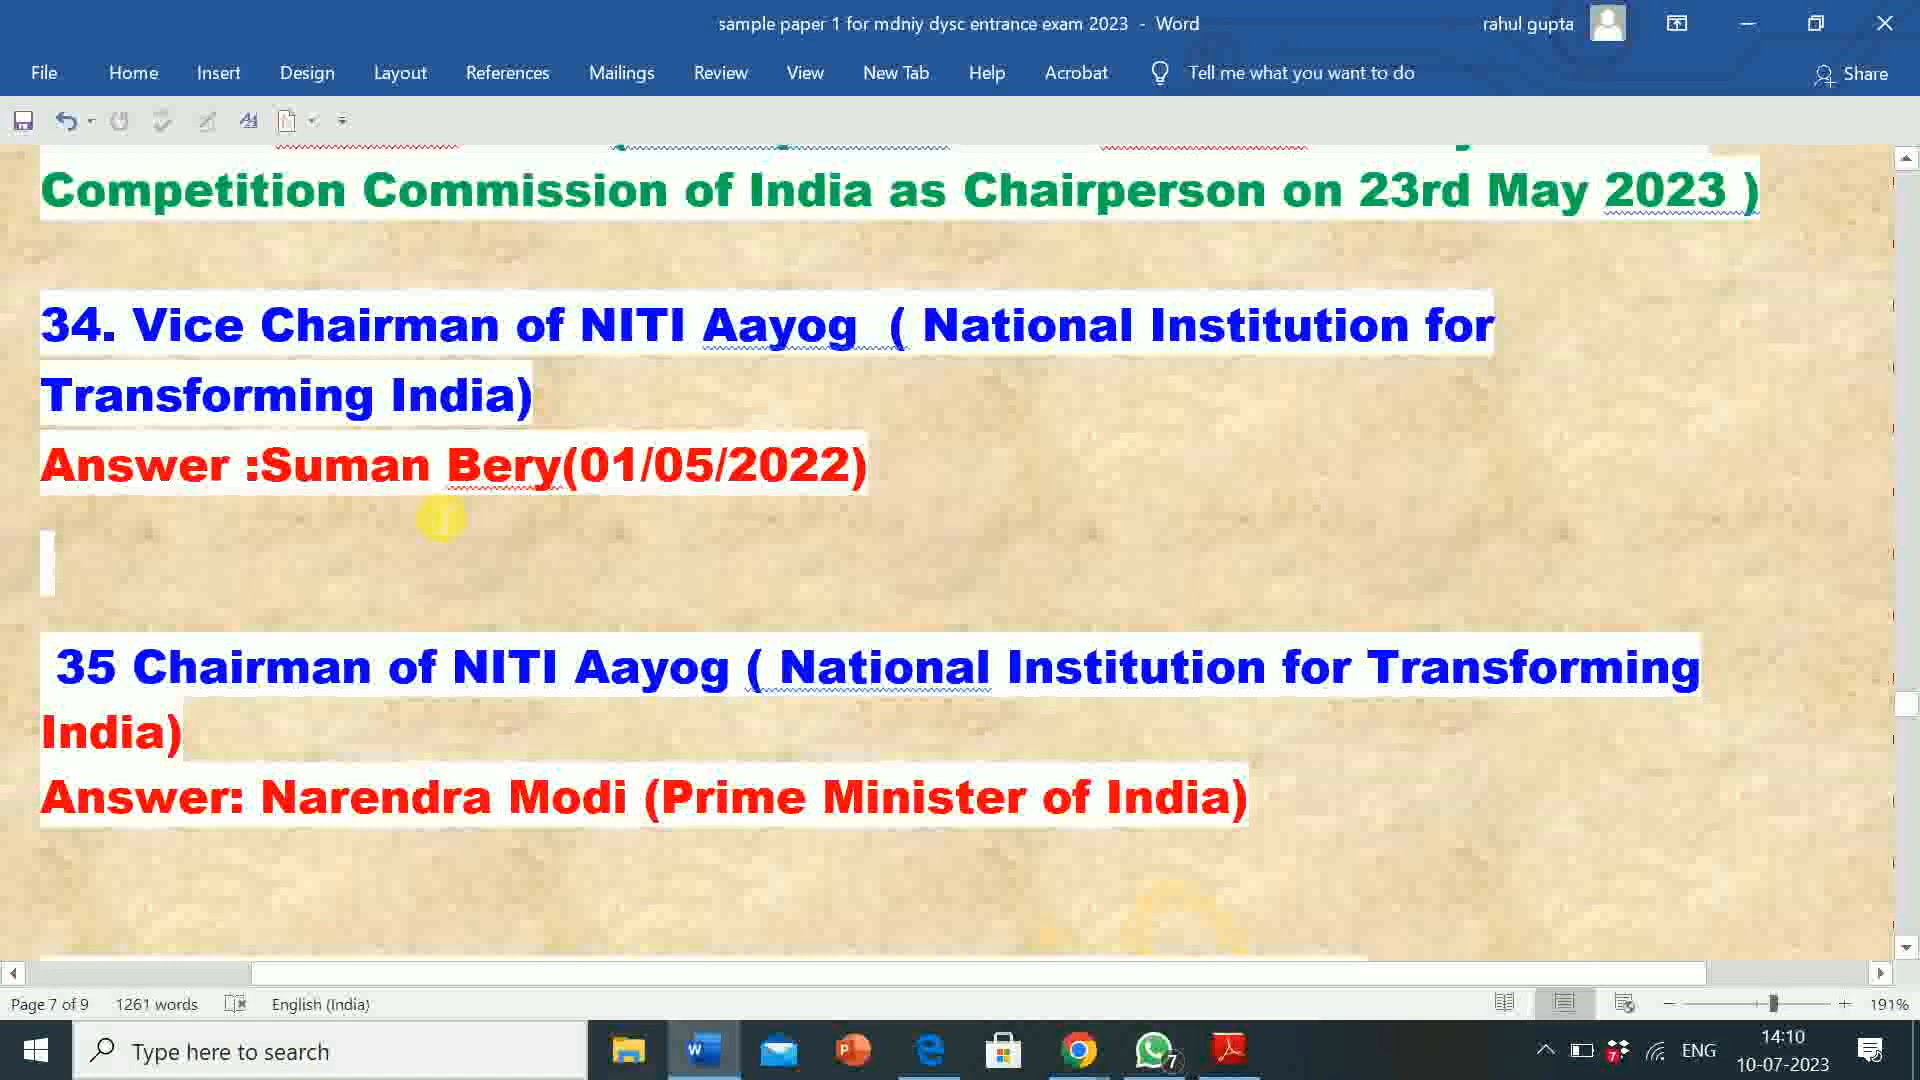 sample paper 1 for mdniy dysc entrance exam 2023 - Word
rahul gupta
File Home Insert Design Layout References Mailings Review View New Tab Help Acrobat Tell me what you want to do Share
Competition Commission of India as Chairperson on 23rd May 2023 )
34. Vice Chairman of NITI Aayog ( National Institution for
Transforming India)
Answer :Suman Bery(01/05/2022)
35 Chairman of NITI Aayog ( National Institution for Transforming
India)
Answer: Narendra Modi (Prime Minister of India)
Page 7 of 9 1261 words English (India) 191%
Type here to search
7
7
ENG
14:10
10-07-2023